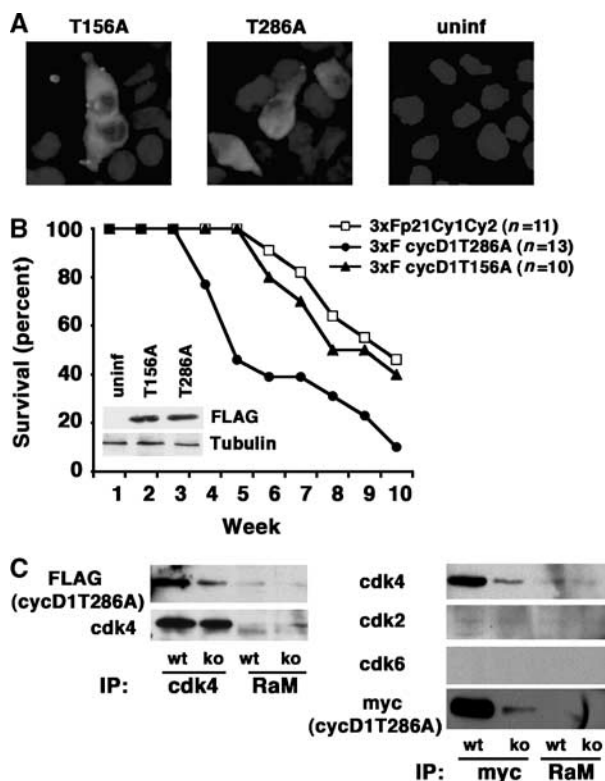 A
T156A T286A uninf
B
3xFp21Cy1Cy2 (n=11)
3xF cycD1T286A (n=13)
3xF cycD1T156A (n=10)
Survival (percent)
100
80
60
40
20
0
uninf T156A T286A
FLAG
Tubulin
1 2 3 4 5 6 7 8 9 10
Week
C
FLAG
(cycD1T286A)
cdk4
wt ko wt ko
IP: cdk4 RaM
cdk4
cdk2
cdk6
myc
(cycD1T286A)
wt ko wt ko
IP: myc RaM